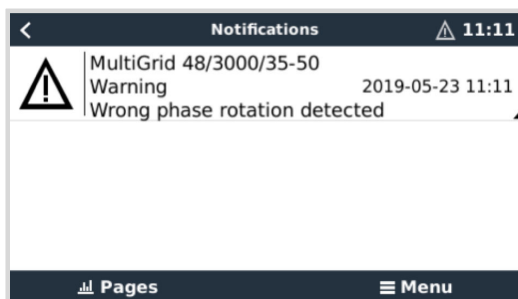 Notifications 11:11
MultiGrid 48/3000/35-50
Warning 2019-05-23 11:11
Wrong phase rotation detected
Pages Menu